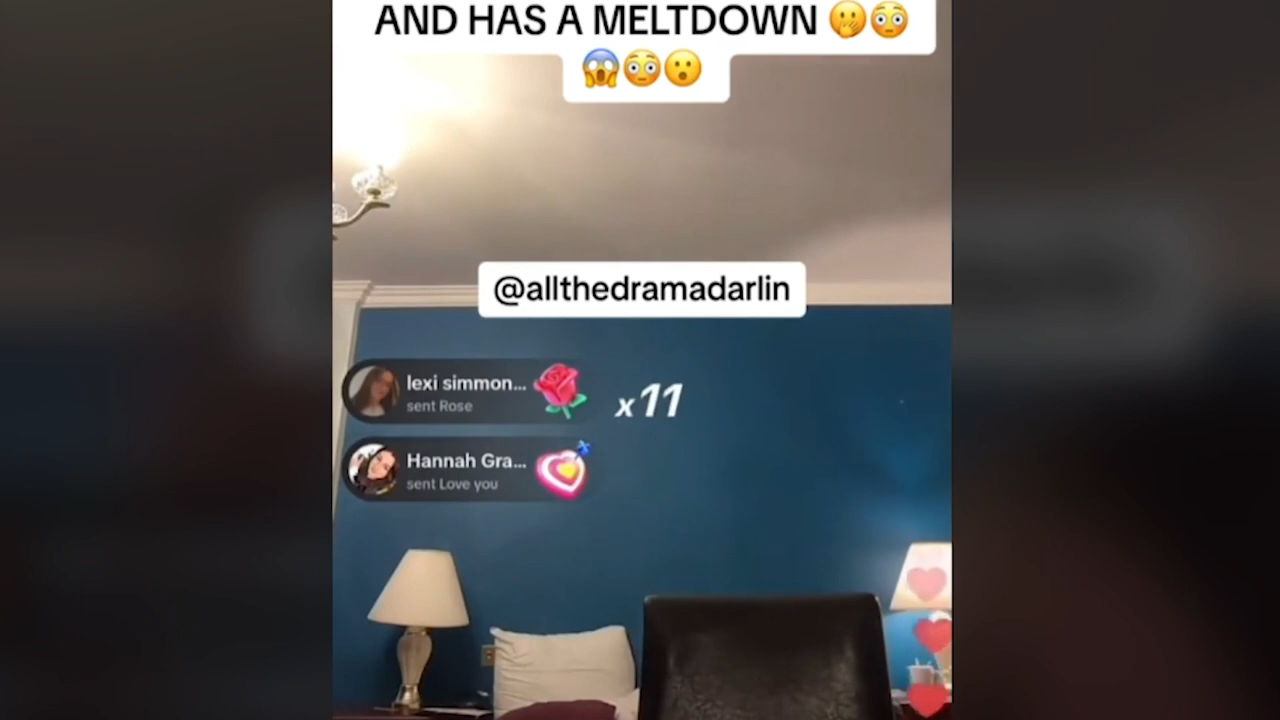 AND HAS A MELTDOWN 🤭😳
😱😳😮
@allthedramadarlin
lexi simmon...
sent Rose
x11
Hannah Gra...
sent Love you